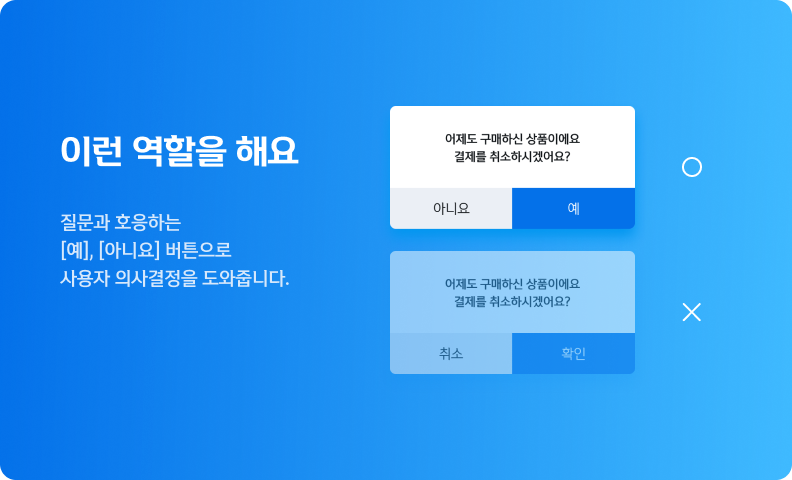 이런 역할을 해요
질문과 호응하는
[예], [아니요] 버튼으로
사용자 의사결정을 도와줍니다.
어제도 구매하신 상품이에요
결제를 취소하시겠어요?
아니요
예
어제도 구매하신 상품이에요
결제를 취소하시겠어요?
취소
확인